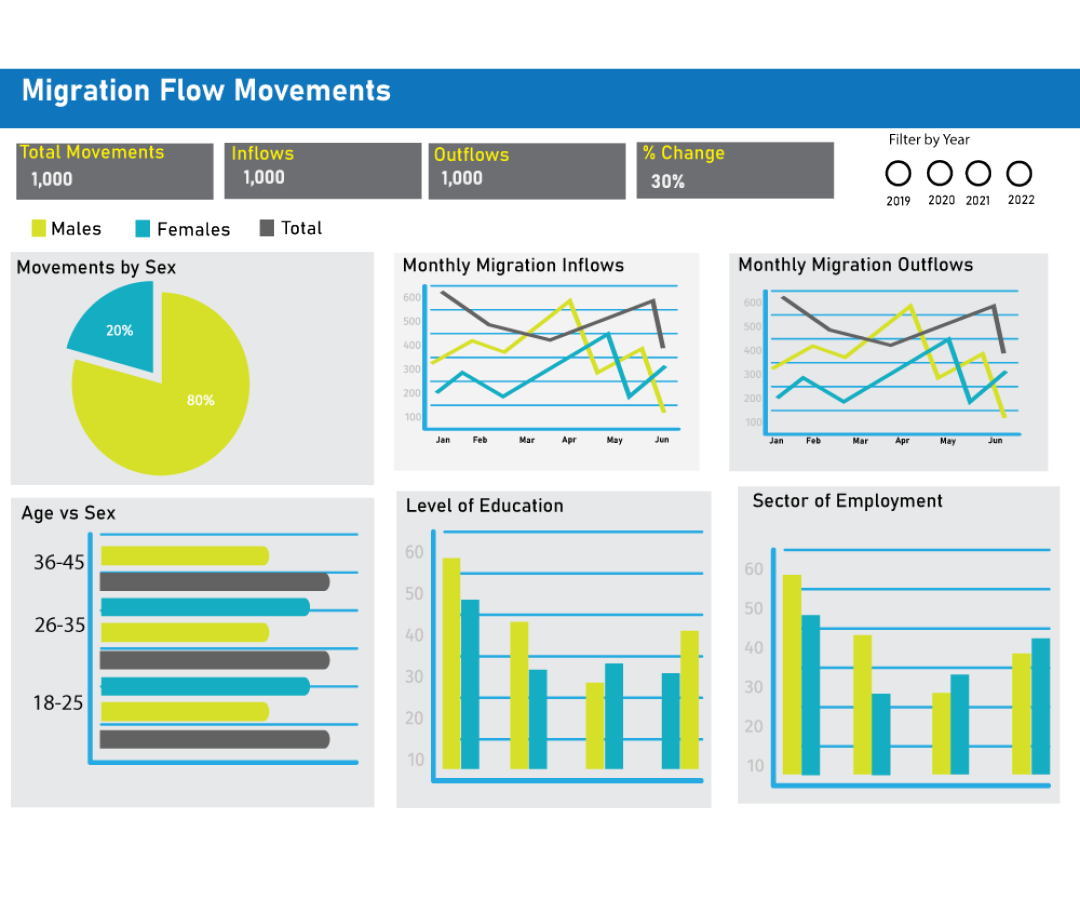 Migration Flow Movements
Total Movements
1,000
Inflows
1,000
Outflows
1,000
% Change
30%
Filter by Year
2019 2020 2021 2022
Males Females Total
Movements by Sex
20%
80%
Monthly Migration Inflows
600
500
400
300
200
100
Jan Feb Mar Apr May Jun
Monthly Migration Outflows
600
500
400
300
200
100
Jan Feb Mar Apr May Jun
Age vs Sex
36-45
26-35
18-25
Level of Education
60
50
40
30
20
10
Sector of Employment
60
50
40
30
20
10